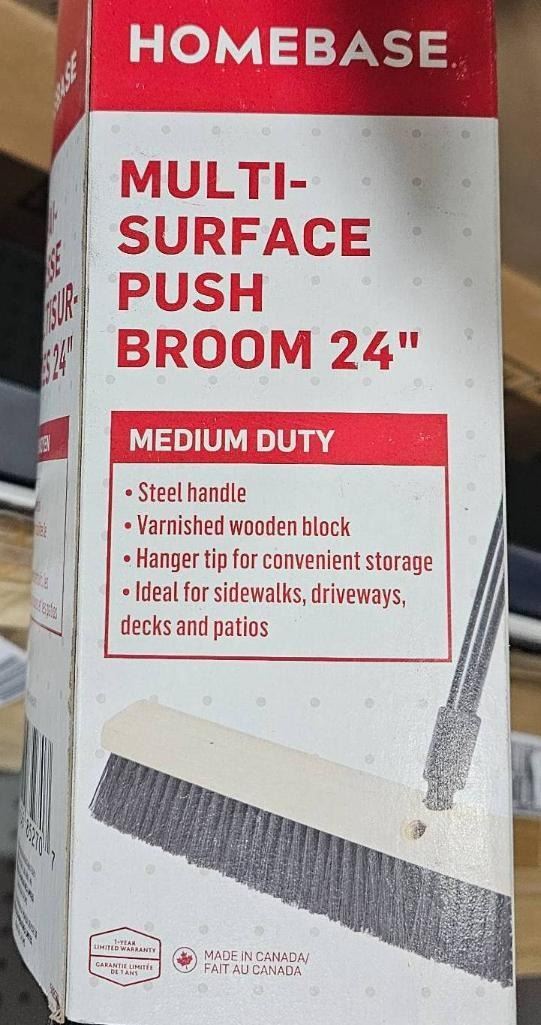 HOMEBASE
MULTI-
SURFACE
PUSH
BROOM 24"
MEDIUM DUTY
• Steel handle
• Varnished wooden block
• Hanger tip for convenient storage
• Ideal for sidewalks, driveways,
decks and patios
1-YEAR
LIMITED WARRANTY
GARANTIE LIMITÉE
DE 1 ANS
MADE IN CANADA/
FAIT AU CANADA